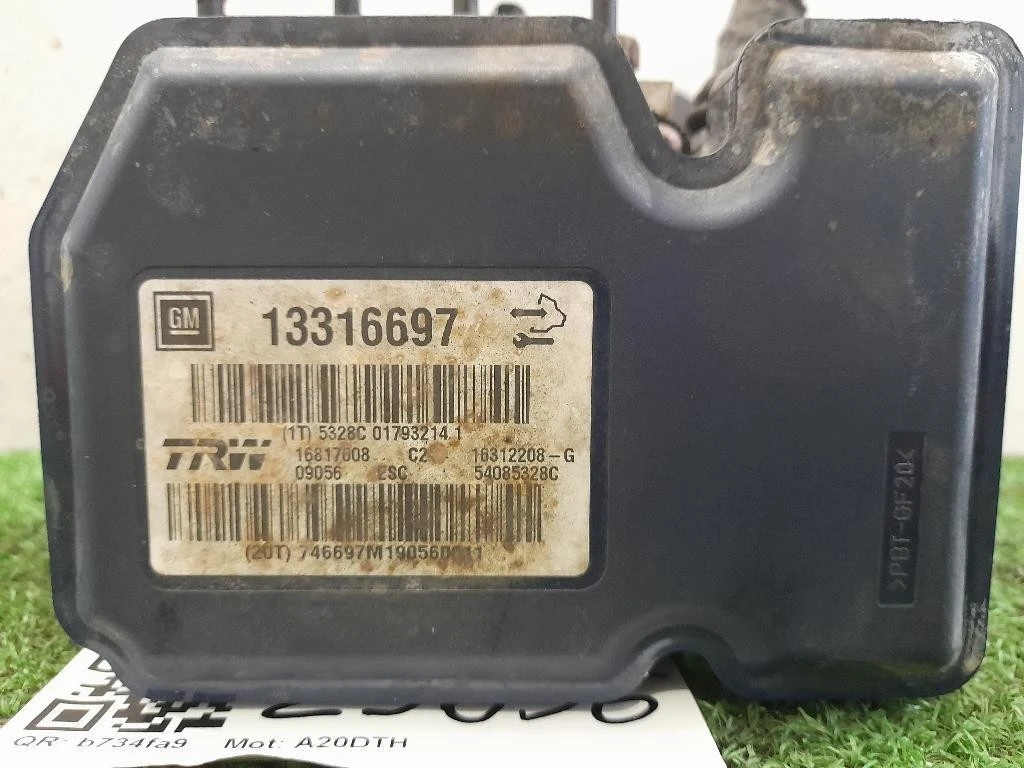 GM 13316697
(1T) 5328C 01793214 1
TRW
16817608 C2 16312208-G
09056 ESC 54085328C
(20T) 746697M19056
>PBT-GF20<
QR: b734fa9 Mot: A20DTH